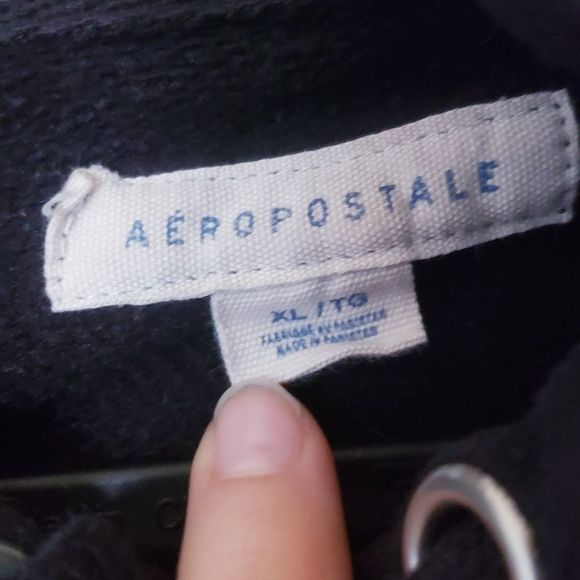 AÉROPOSTALE
XL / TG
FABRIQUÉ AU PAKISTAN
MADE IN PAKISTAN